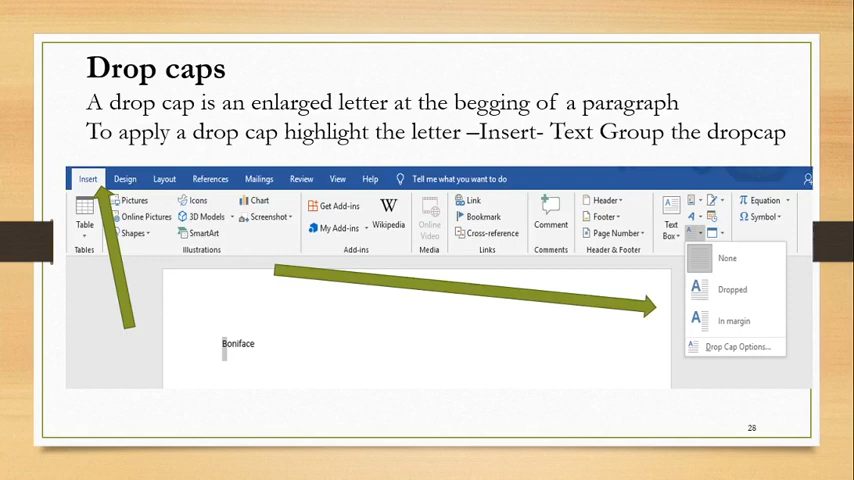 Drop caps
A drop cap is an enlarged letter at the begging of a paragraph
To apply a drop cap highlight the letter –Insert- Text Group the dropcap
Insert Design Layout References Mailings Review View Help Tell me what you want to do
Table
Tables
Pictures
Online Pictures
Shapes
Icons
3D Models
SmartArt
Chart
Screenshot
Illustrations
Get Add-ins
My Add-ins
W
Wikipedia
Add-ins
Online
Video
Media
Link
Bookmark
Cross-reference
Links
Comment
Comments
Header
Footer
Page Number
Header & Footer
Text
Box
Equation
Symbol
None
Dropped
In margin
Drop Cap Options...
Boniface
28